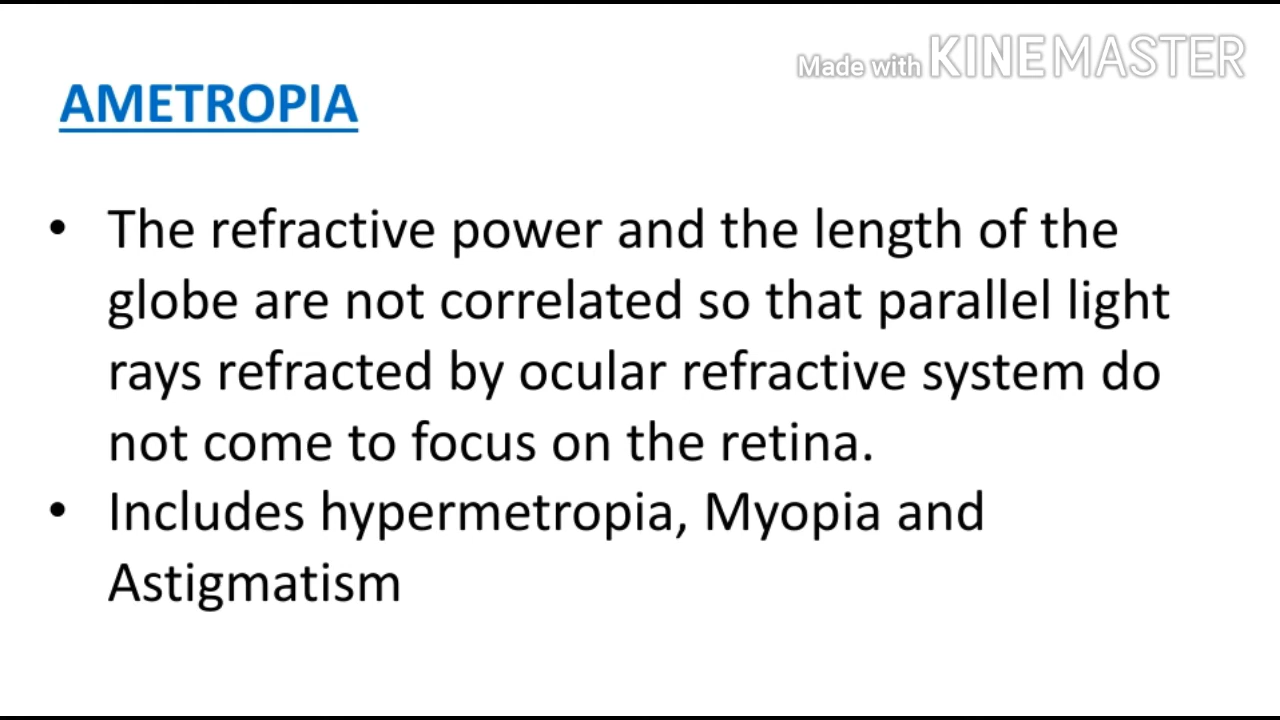 Made with KINEMASTER
AMETROPIA
• The refractive power and the length of the
globe are not correlated so that parallel light
rays refracted by ocular refractive system do
not come to focus on the retina.
• Includes hypermetropia, Myopia and
Astigmatism